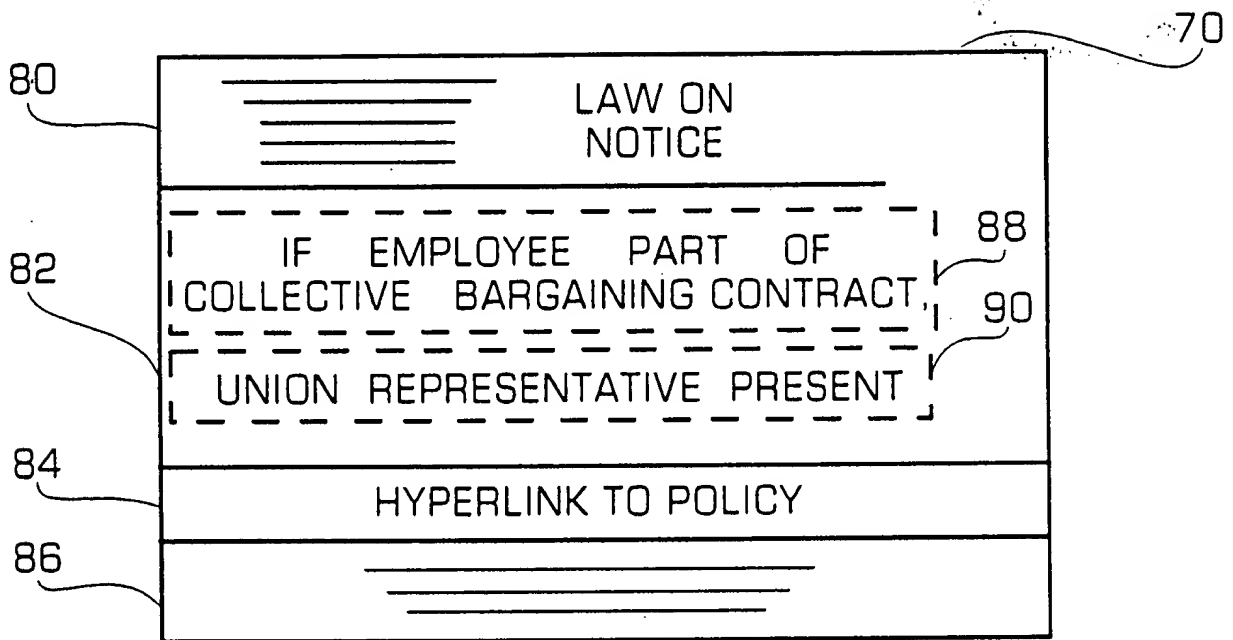 70
80
LAW ON
NOTICE
IF EMPLOYEE PART OF
COLLECTIVE BARGAINING CONTRACT,
88
82
90
UNION REPRESENTATIVE PRESENT
84
HYPERLINK TO POLICY
86